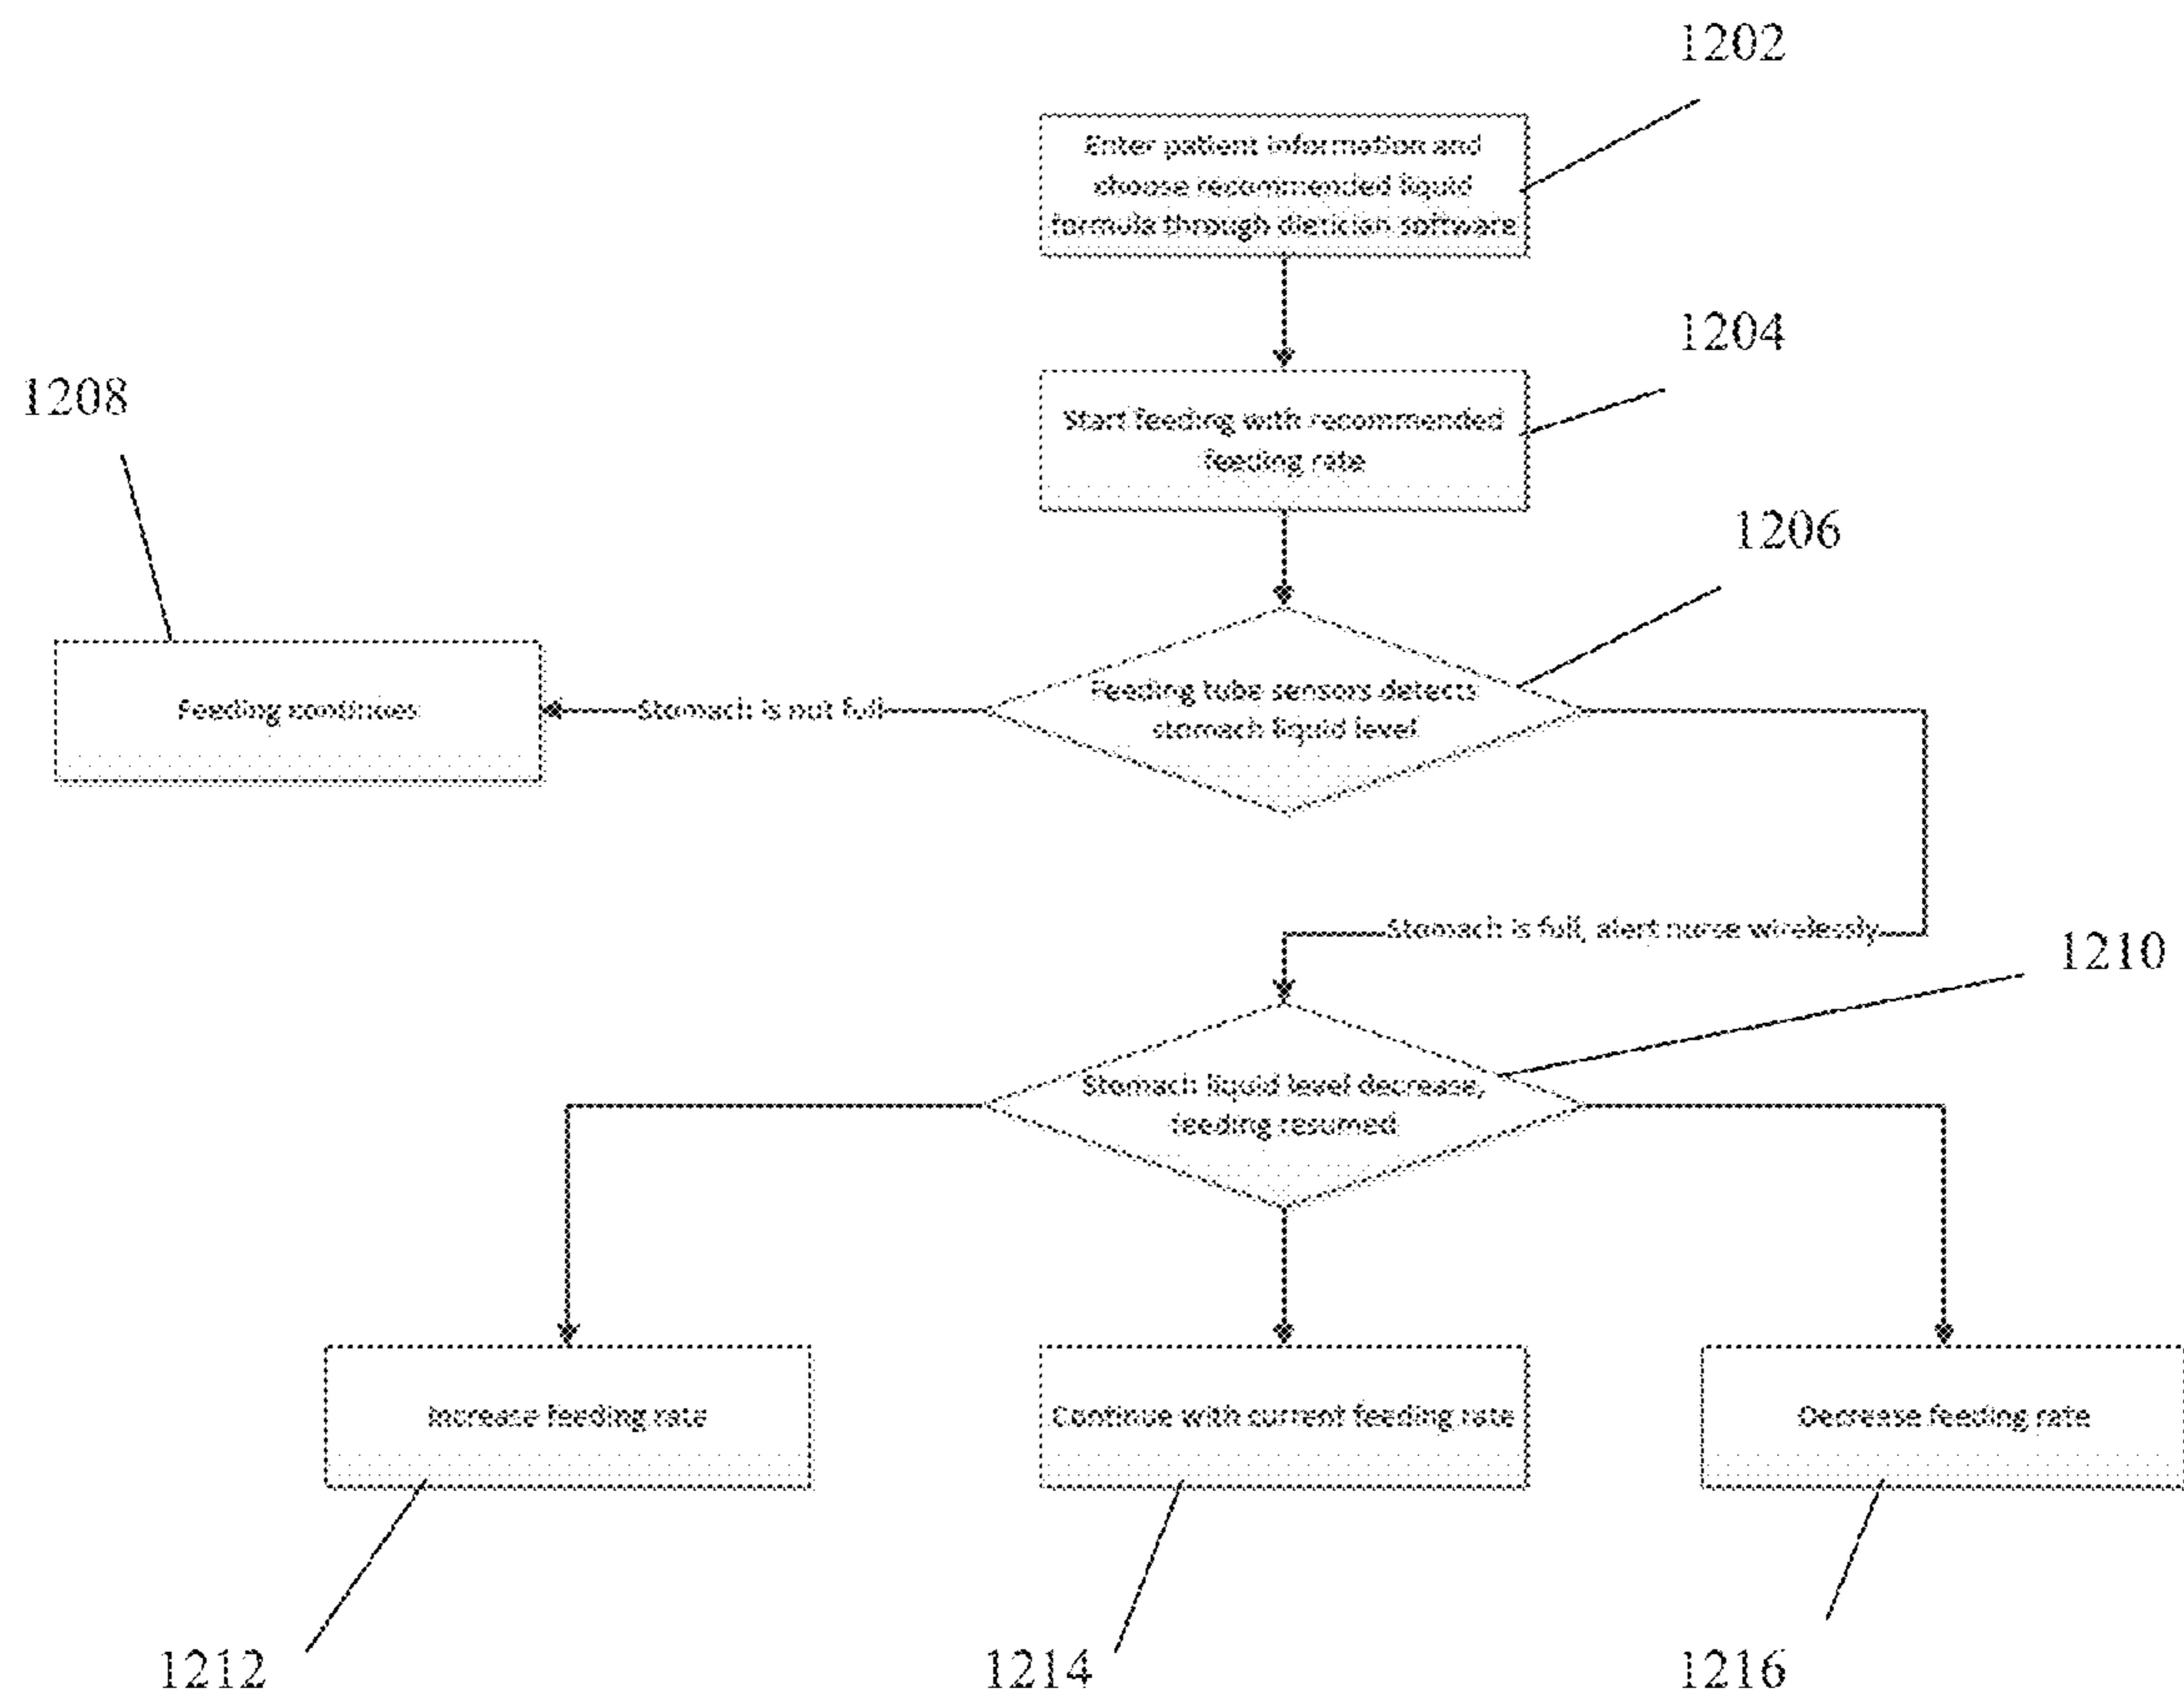 1202
Enter patient information and
choose recommended liquid
formula through dietician software
1204
Start feeding with recommended
feeding rate
1208
1206
Feeding continues
Stomach is not full
Feeding tube sensors detects
stomach liquid level
Stomach is full, alert nurse wirelessly
1210
Stomach liquid level decrease,
feeding resumed
Increase feeding rate
Continue with current feeding rate
Decrease feeding rate
1212
1214
1216